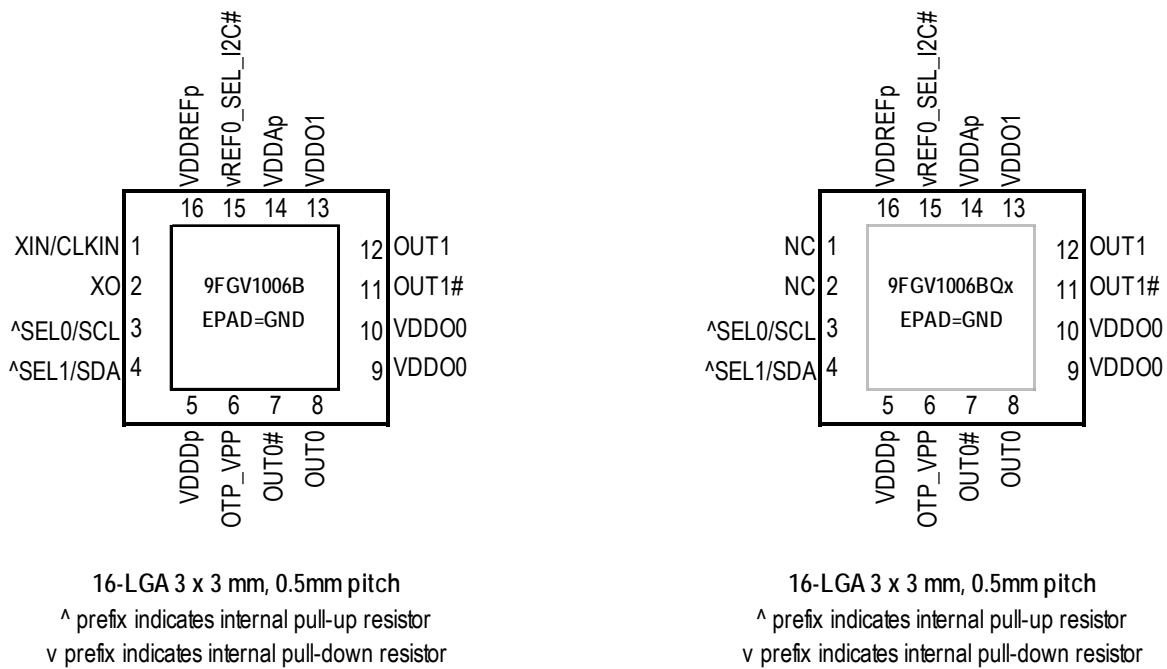 VDDREFp
vREF0_SEL_I2C#
VDDAp
VDDO1
16 15 14 13
XIN/CLKIN 1
XO 2
^SEL0/SCL 3
^SEL1/SDA 4
9FGV1006B
EPAD=GND
12 OUT1
11 OUT1#
10 VDDO0
9 VDDO0
5 6 7 8
VDDDp
OTP_VPP
OUT0#
OUT0
16-LGA 3 x 3 mm, 0.5mm pitch
^ prefix indicates internal pull-up resistor
v prefix indicates internal pull-down resistor
VDDREFp
vREF0_SEL_I2C#
VDDAp
VDDO1
16 15 14 13
NC 1
NC 2
^SEL0/SCL 3
^SEL1/SDA 4
9FGV1006BQx
EPAD=GND
12 OUT1
11 OUT1#
10 VDDO0
9 VDDO0
5 6 7 8
VDDDp
OTP_VPP
OUT0#
OUT0
16-LGA 3 x 3 mm, 0.5mm pitch
^ prefix indicates internal pull-up resistor
v prefix indicates internal pull-down resistor